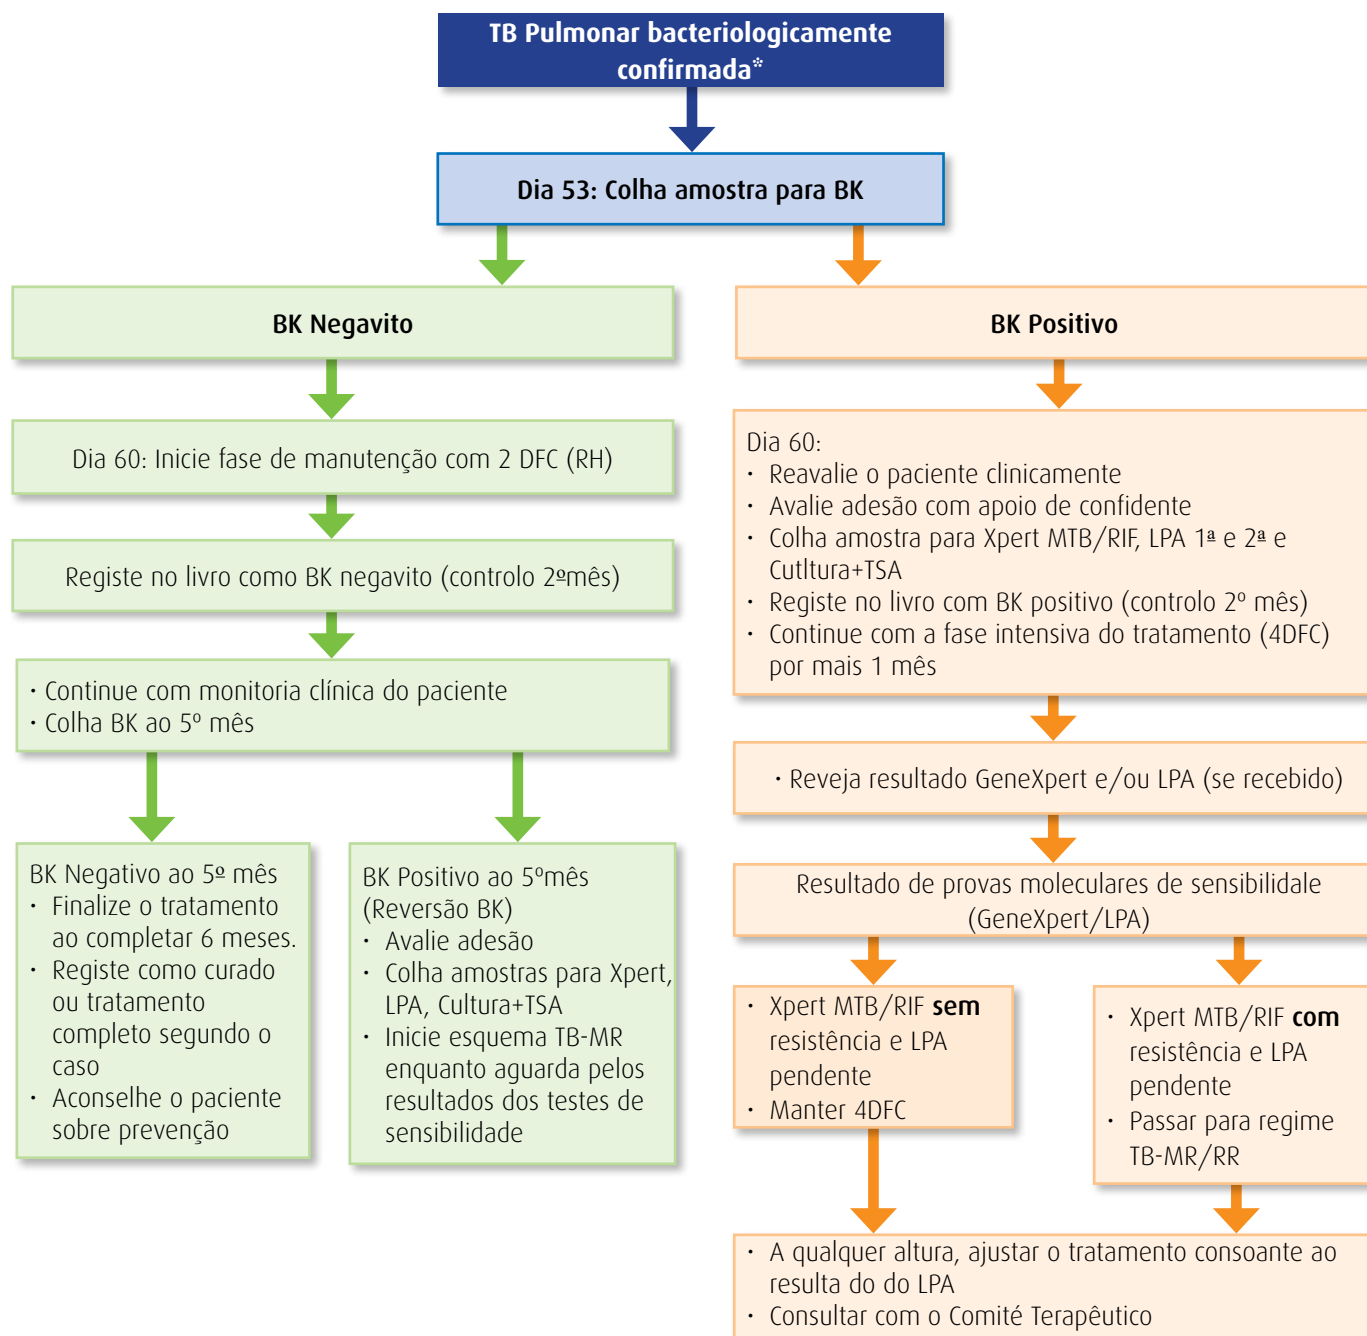 TB Pulmonar bacteriologicamente
confirmada*
Dia 53: Colha amostra para BK
BK Negavito
Dia 60: Inicie fase de manutenção com 2 DFC (RH)
Registe no livro como BK negavito (controlo 2ºmês)
· Continue com monitoria clínica do paciente
· Colha BK ao 5º mês
BK Negativo ao 5º mês
· Finalize o tratamento
ao completar 6 meses.
· Registe como curado
ou tratamento
completo segundo o
caso
· Aconselhe o paciente
sobre prevenção
BK Positivo ao 5ºmês
(Reversão BK)
· Avalie adesão
· Colha amostras para Xpert,
LPA, Cultura+TSA
· Inicie esquema TB-MR
enquanto aguarda pelos
resultados dos testes de
sensibilidade
BK Positivo
Dia 60:
· Reavalie o paciente clinicamente
· Avalie adesão com apoio de confidente
· Colha amostra para Xpert MTB/RIF, LPA 1ª e 2ª e
Cutltura+TSA
· Registe no livro com BK positivo (controlo 2º mês)
· Continue com a fase intensiva do tratamento (4DFC)
por mais 1 mês
· Reveja resultado GeneXpert e/ou LPA (se recebido)
Resultado de provas moleculares de sensibilidale
(GeneXpert/LPA)
· Xpert MTB/RIF sem
resistência e LPA
pendente
· Manter 4DFC
· Xpert MTB/RIF com
resistência e LPA
pendente
· Passar para regime
TB-MR/RR
· A qualquer altura, ajustar o tratamento consoante ao
resulta do do LPA
· Consultar com o Comité Terapêutico